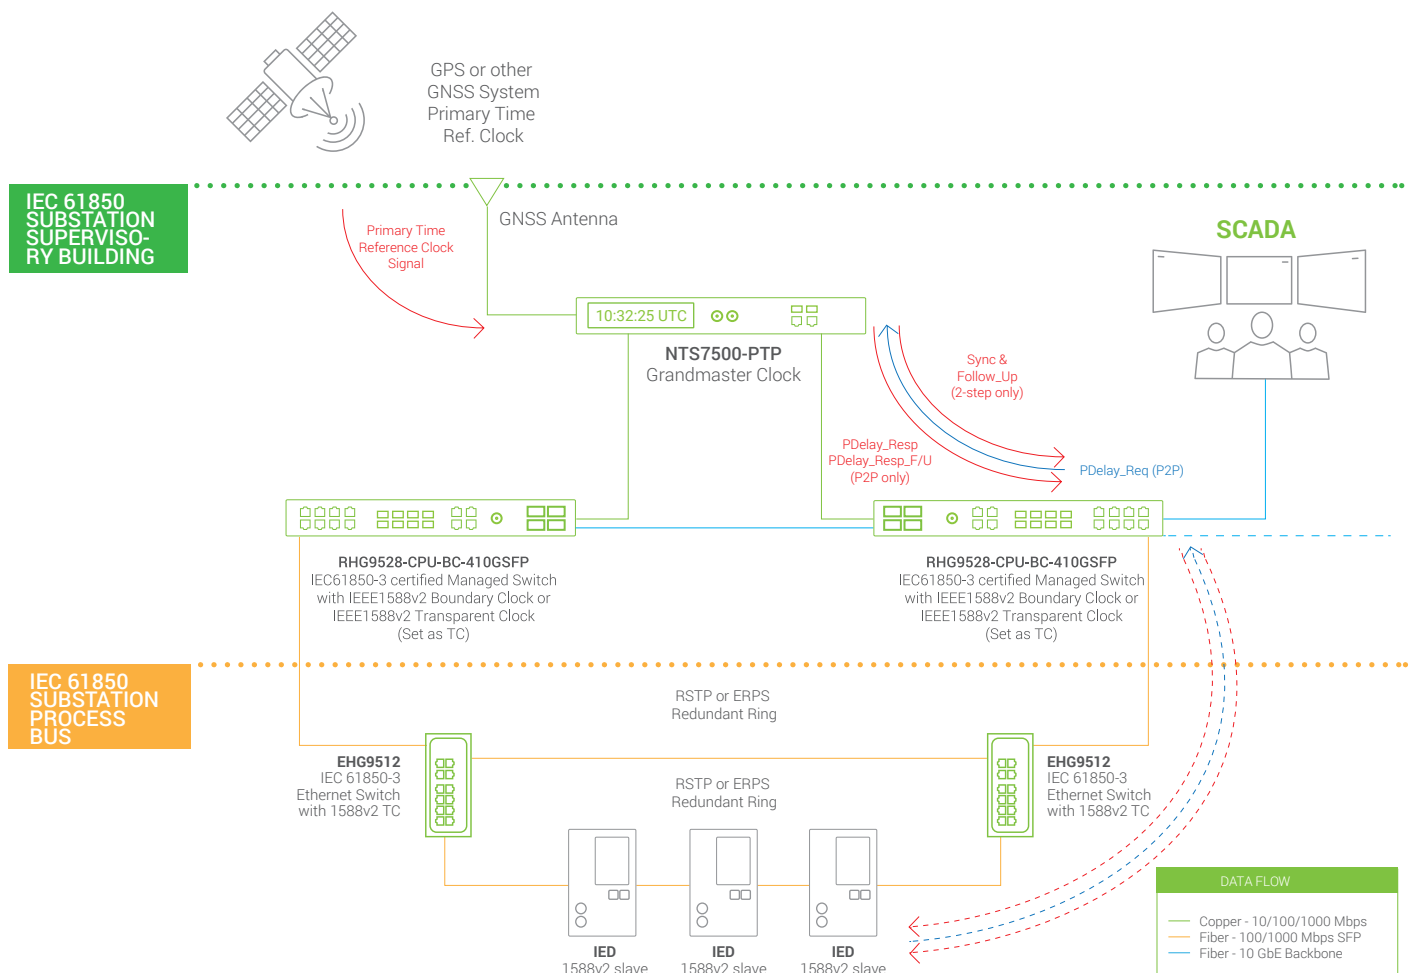 GPS or other
GNSS System
Primary Time
Ref. Clock
IEC 61850
SUBSTATION
SUPERVISO-
RY BUILDING
GNSS Antenna
Primary Time
Reference Clock
Signal
SCADA
10:32:25 UTC
NTS7500-PTP
Grandmaster Clock
Sync &
Follow_Up
(2-step only)
PDelay_Resp
PDelay_Resp_F/U
(P2P only)
PDelay_Req (P2P)
RHG9528-CPU-BC-410GSFP
IEC61850-3 certified Managed Switch
with IEEE1588v2 Boundary Clock or
IEEE1588v2 Transparent Clock
(Set as TC)
RHG9528-CPU-BC-410GSFP
IEC61850-3 certified Managed Switch
with IEEE1588v2 Boundary Clock or
IEEE1588v2 Transparent Clock
(Set as TC)
IEC 61850
SUBSTATION
PROCESS
BUS
RSTP or ERPS
Redundant Ring
EHG9512
IEC 61850-3
Ethernet Switch
with 1588v2 TC
RSTP or ERPS
Redundant Ring
EHG9512
IEC 61850-3
Ethernet Switch
with 1588v2 TC
IED
1588v2 slave
IED
1588v2 slave
IED
1588v2 slave
DATA FLOW
Copper - 10/100/1000 Mbps
Fiber - 100/1000 Mbps SFP
Fiber - 10 GbE Backbone